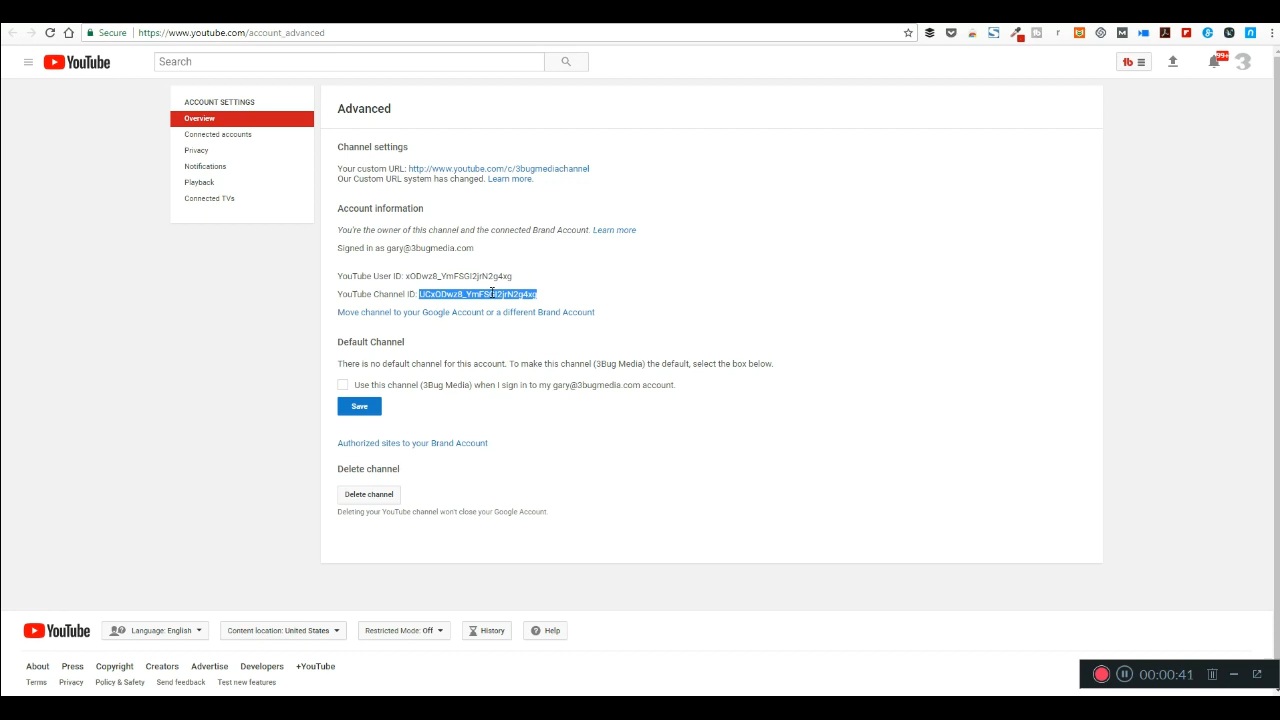 Secure https://www.youtube.com/account_advanced
YouTube Search fb 99+
ACCOUNT SETTINGS
Overview
Connected accounts
Privacy
Notifications
Playback
Connected TVs
Advanced
Channel settings
Your custom URL: http://www.youtube.com/c/3bugmediachannel
Our Custom URL system has changed. Learn more.
Account information
You're the owner of this channel and the connected Brand Account. Learn more
Signed in as gary@3bugmedia.com
YouTube User ID: xODwz8_YmFSGI2jrN2g4xg
YouTube Channel ID: UCxODwz8_YmFSGI2jrN2g4xg
Move channel to your Google Account or a different Brand Account
Default Channel
There is no default channel for this account. To make this channel (3Bug Media) the default, select the box below.
Use this channel (3Bug Media) when I sign in to my gary@3bugmedia.com account.
Save
Authorized sites to your Brand Account
Delete channel
Delete channel
Deleting your YouTube channel won't close your Google Account.
YouTube Language: English Content location: United States Restricted Mode: Off History Help
About Press Copyright Creators Advertise Developers +YouTube
Terms Privacy Policy & Safety Send feedback Test new features
00:00:41